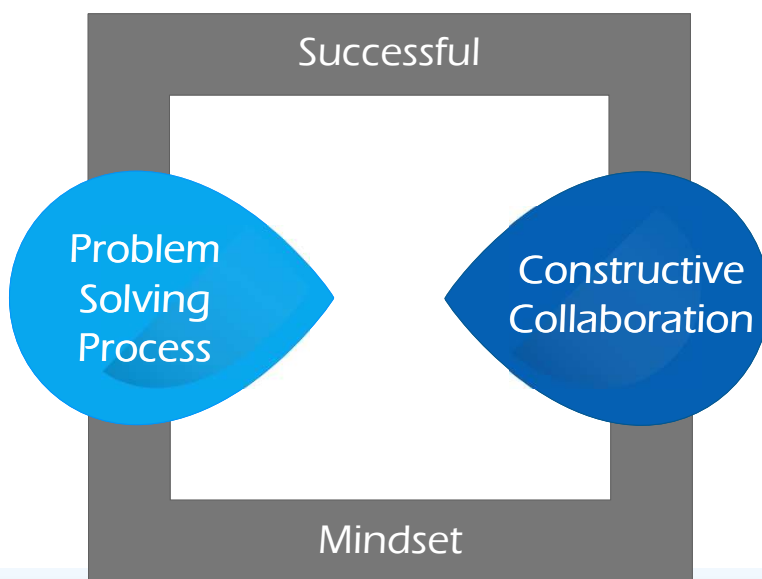 Successful
Problem
Solving
Process
Constructive
Collaboration
Mindset